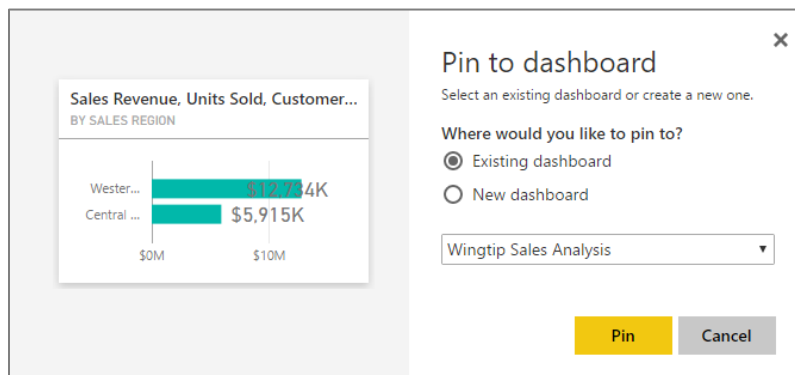 Sales Revenue, Units Sold, Customer...
BY SALES REGION
Wester...
$12,734K
Central ...
$5,915K
$0M
$10M
Pin to dashboard
Select an existing dashboard or create a new one.
Where would you like to pin to?
Existing dashboard
New dashboard
Wingtip Sales Analysis
Pin
Cancel